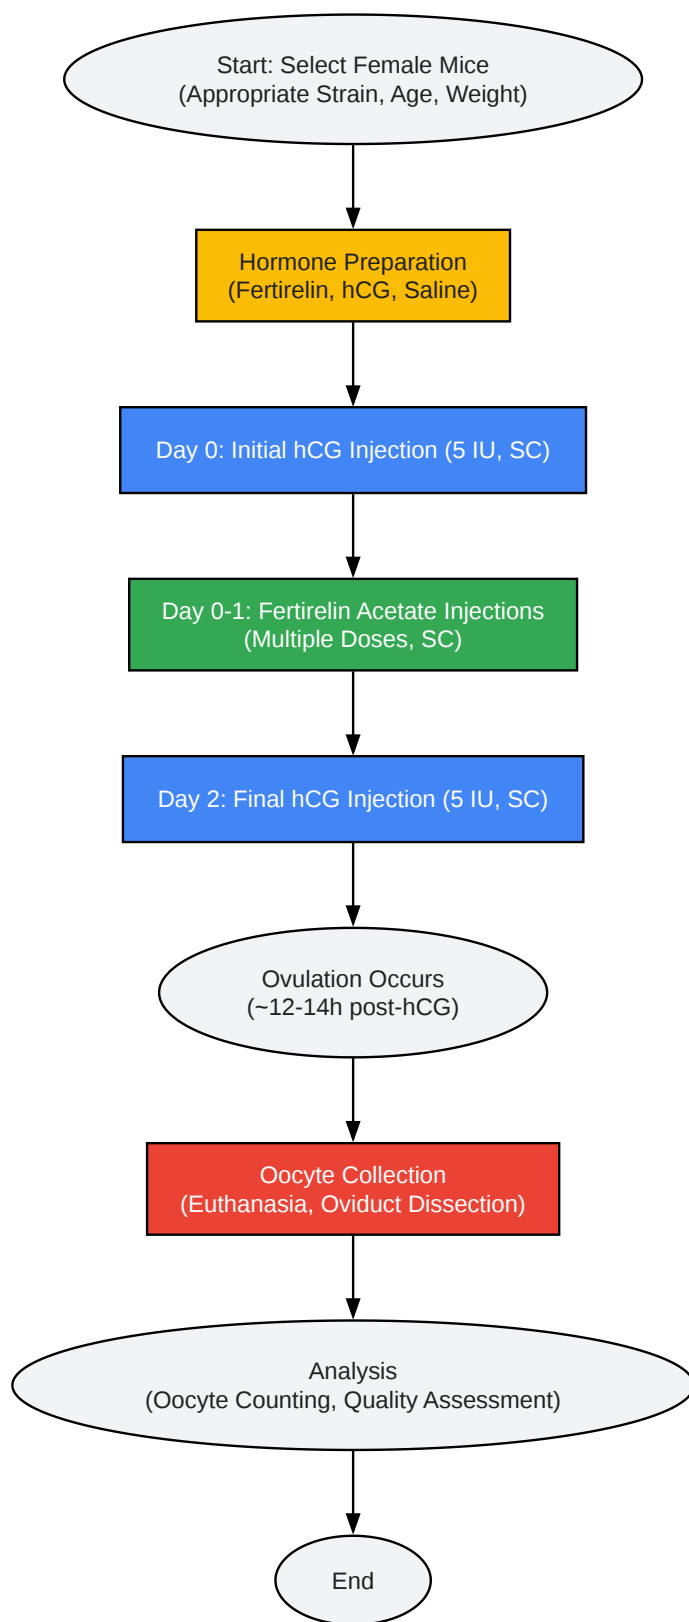 Start: Select Female Mice
(Appropriate Strain, Age, Weight)
Hormone Preparation
(Fertirelin, hCG, Saline)
Day 0: Initial hCG Injection (5 IU, SC)
Day 0-1: Fertirelin Acetate Injections
(Multiple Doses, SC)
Day 2: Final hCG Injection (5 IU, SC)
Ovulation Occurs
(~12-14h post-hCG)
Oocyte Collection
(Euthanasia, Oviduct Dissection)
Analysis
(Oocyte Counting, Quality Assessment)
End